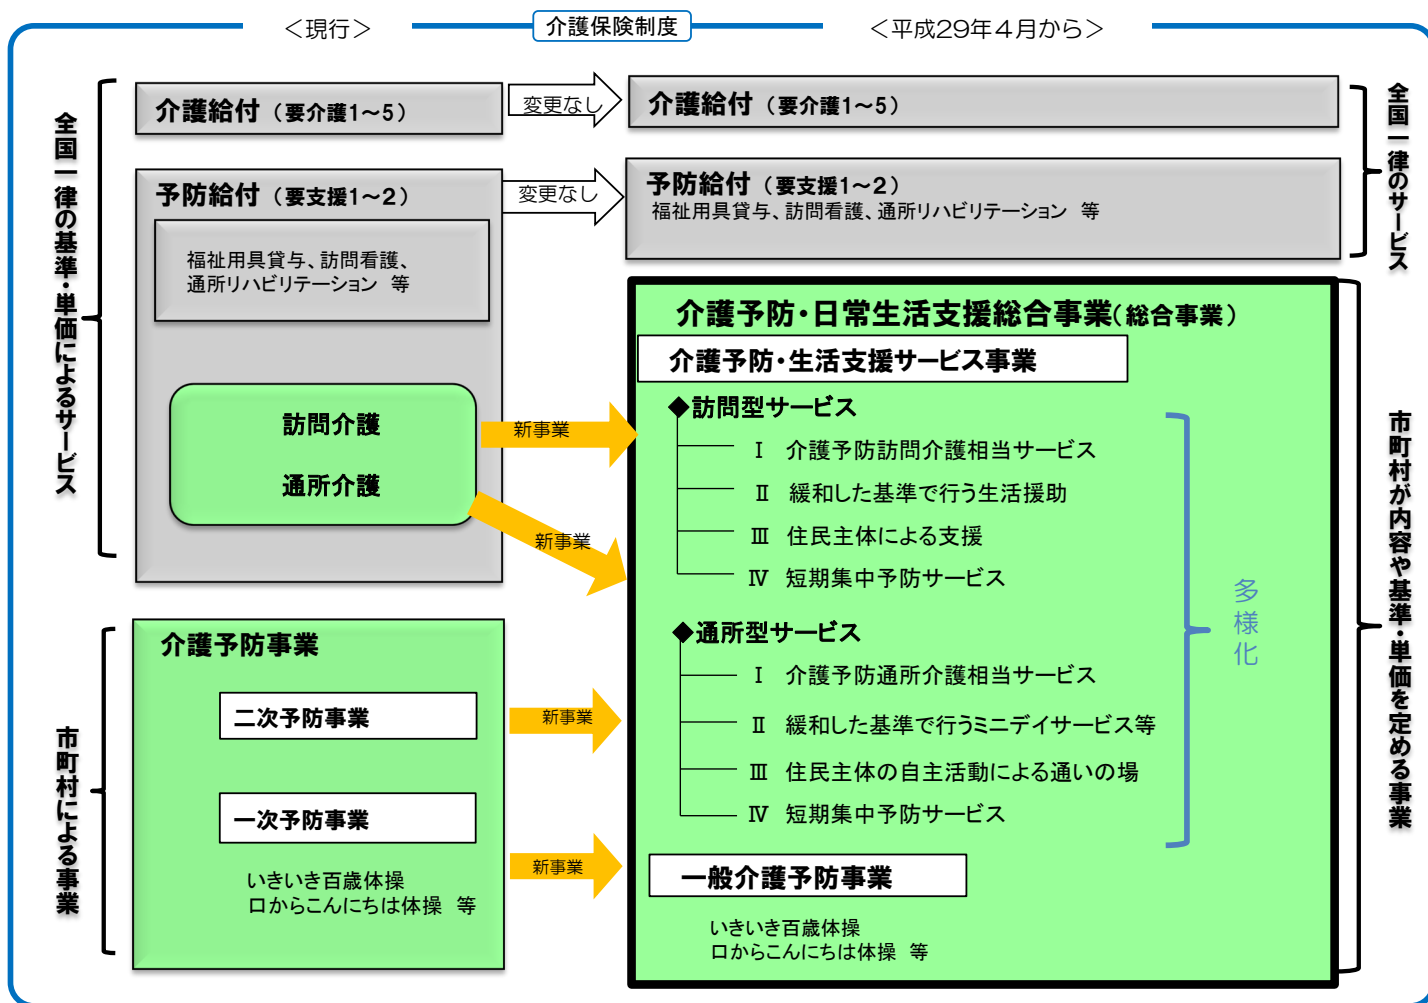 ＜現行＞
介護保険制度
＜平成29年４月から＞
全国一律の基準・単価によるサービス
介護給付（要介護1～5）
変更なし
介護給付（要介護1～5）
全国一律のサービス
予防給付（要支援1～2）
変更なし
予防給付（要支援1～2）
福祉用具貸与、訪問看護、通所リハビリテーション　等
福祉用具貸与、訪問看護、
通所リハビリテーション　等
訪問介護
通所介護
新事業
新事業
介護予防・日常生活支援総合事業（総合事業）
介護予防・生活支援サービス事業
◆訪問型サービス
Ⅰ　介護予防訪問介護相当サービス
Ⅱ　緩和した基準で行う生活援助
Ⅲ　住民主体による支援
Ⅳ　短期集中予防サービス
◆通所型サービス
Ⅰ　介護予防通所介護相当サービス
Ⅱ　緩和した基準で行うミニデイサービス等
Ⅲ　住民主体の自主活動による通いの場
Ⅳ　短期集中予防サービス
多様化
市町村が内容や基準・単価を定める事業
市町村による事業
介護予防事業
二次予防事業
新事業
一次予防事業
いきいき百歳体操
口からこんにちは体操　等
新事業
一般介護予防事業
いきいき百歳体操
口からこんにちは体操　等